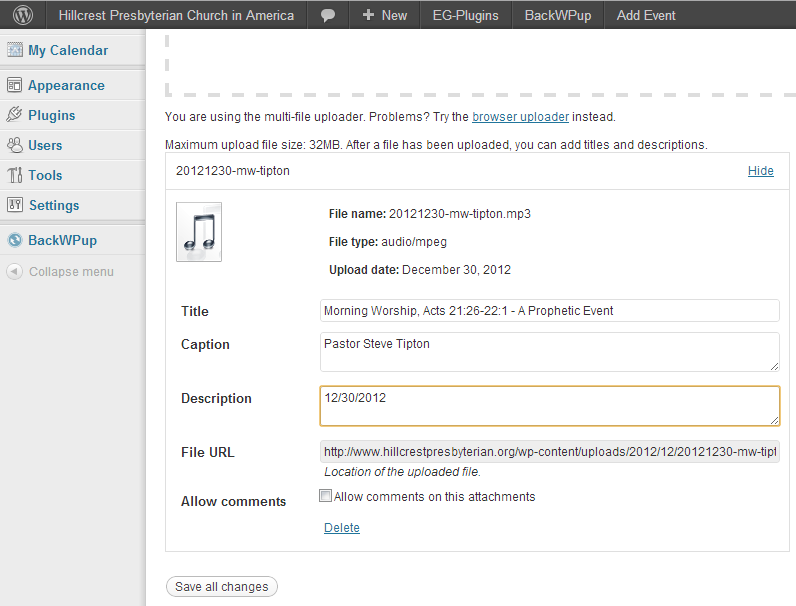 Hillcrest Presbyterian Church in America + New EG-Plugins BackWPup Add Event
My Calendar
Appearance
Plugins
Users
Tools
Settings
BackWPup
Collapse menu
You are using the multi-file uploader. Problems? Try the browser uploader instead.
Maximum upload file size: 32MB. After a file has been uploaded, you can add titles and descriptions.
20121230-mw-tipton Hide
File name: 20121230-mw-tipton.mp3
File type: audio/mpeg
Upload date: December 30, 2012
Title Morning Worship, Acts 21:26-22:1 - A Prophetic Event
Caption Pastor Steve Tipton
Description 12/30/2012
File URL http://www.hillcrestpresbyterian.org/wp-content/uploads/2012/12/20121230-mw-tipt
Location of the uploaded file.
Allow comments Allow comments on this attachments
Delete
Save all changes